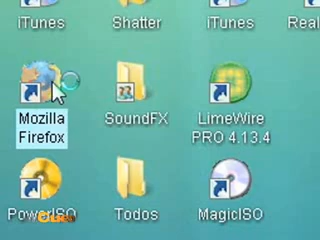 iTunes Shatter iTunes Real
Mozilla
Firefox
SoundFX
LimeWire
PRO 4.13.4
PowerISO Todos MagicISO